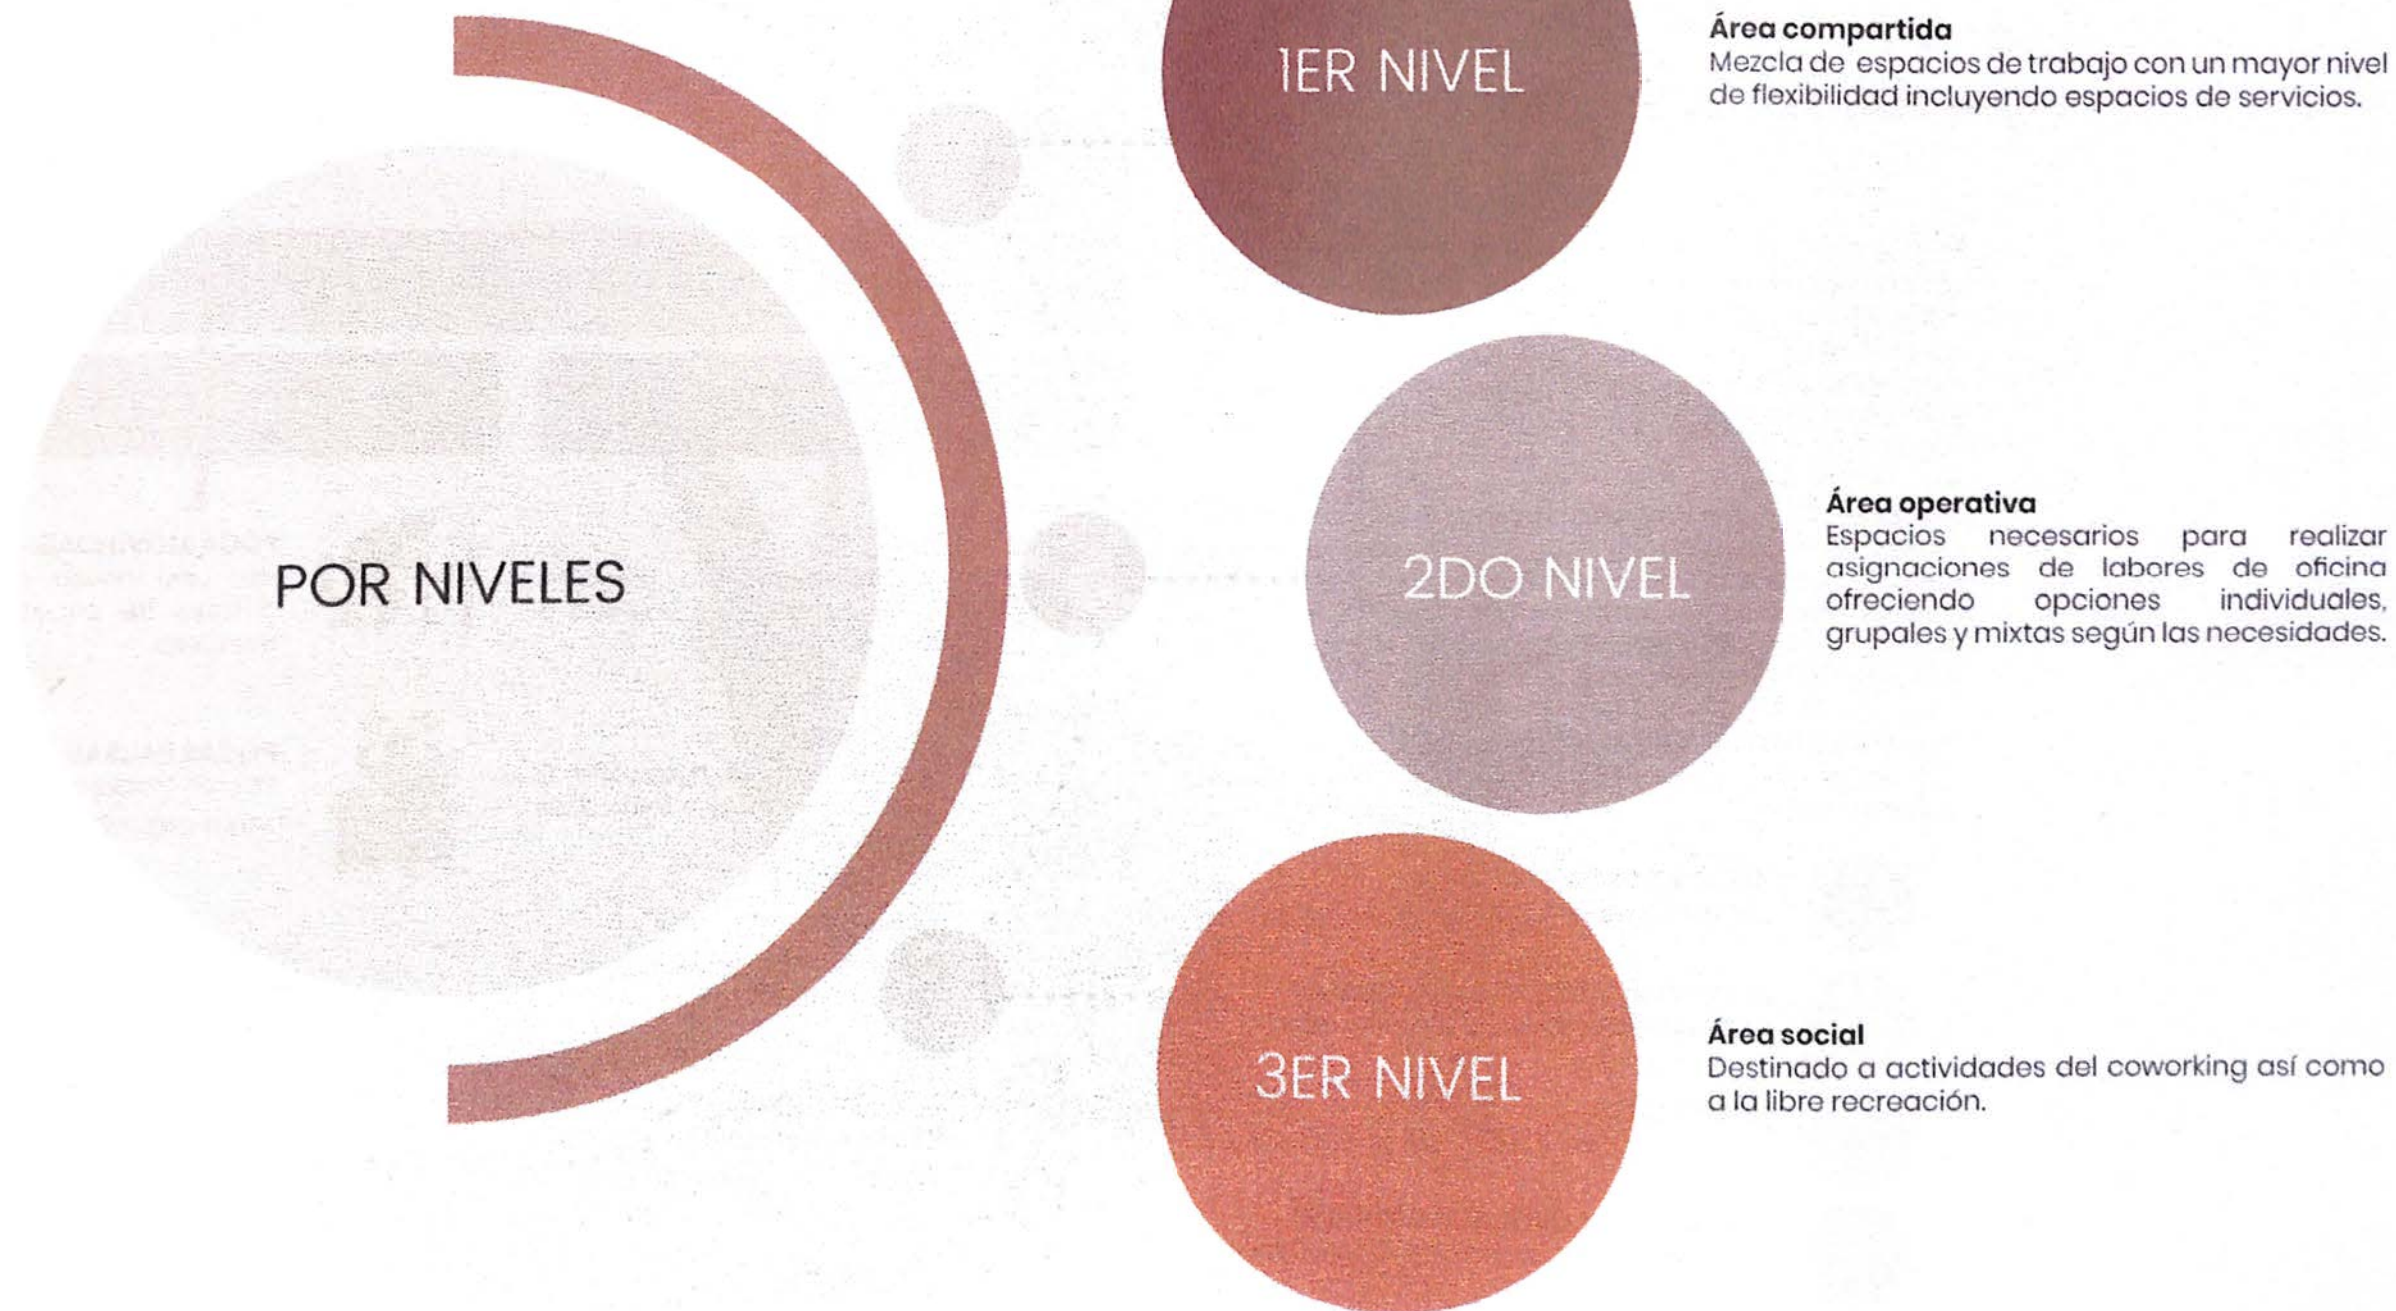 POR NIVELES
1ER NIVEL
Área compartida
Mezcla de espacios de trabajo con un mayor nivel
de flexibilidad incluyendo espacios de servicios.
2DO NIVEL
Área operativa
Espacios necesarios para realizar
asignaciones de labores de oficina
ofreciendo opciones individuales,
grupales y mixtas según las necesidades.
3ER NIVEL
Área social
Destinado a actividades del coworking así como
a la libre recreación.